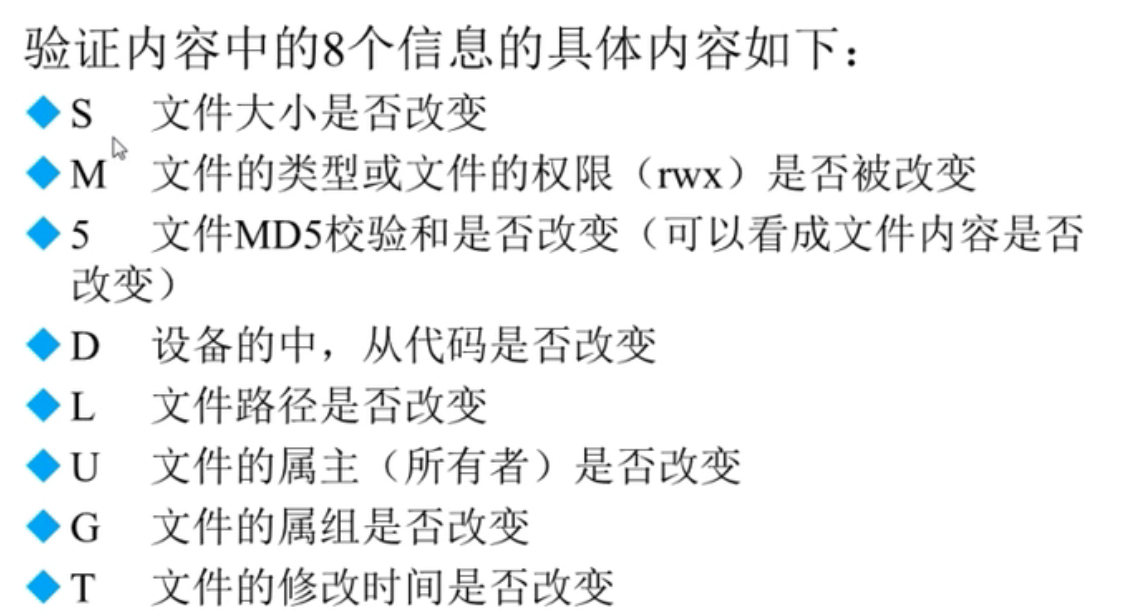 验证内容中的8个信息的具体内容如下：
S 文件大小是否改变
M 文件的类型或文件的权限（rwx）是否被改变
5 文件MD5校验和是否改变（可以看成文件内容是否
改变）
D 设备的中，从代码是否改变
L 文件路径是否改变
U 文件的属主（所有者）是否改变
G 文件的属组是否改变
T 文件的修改时间是否改变